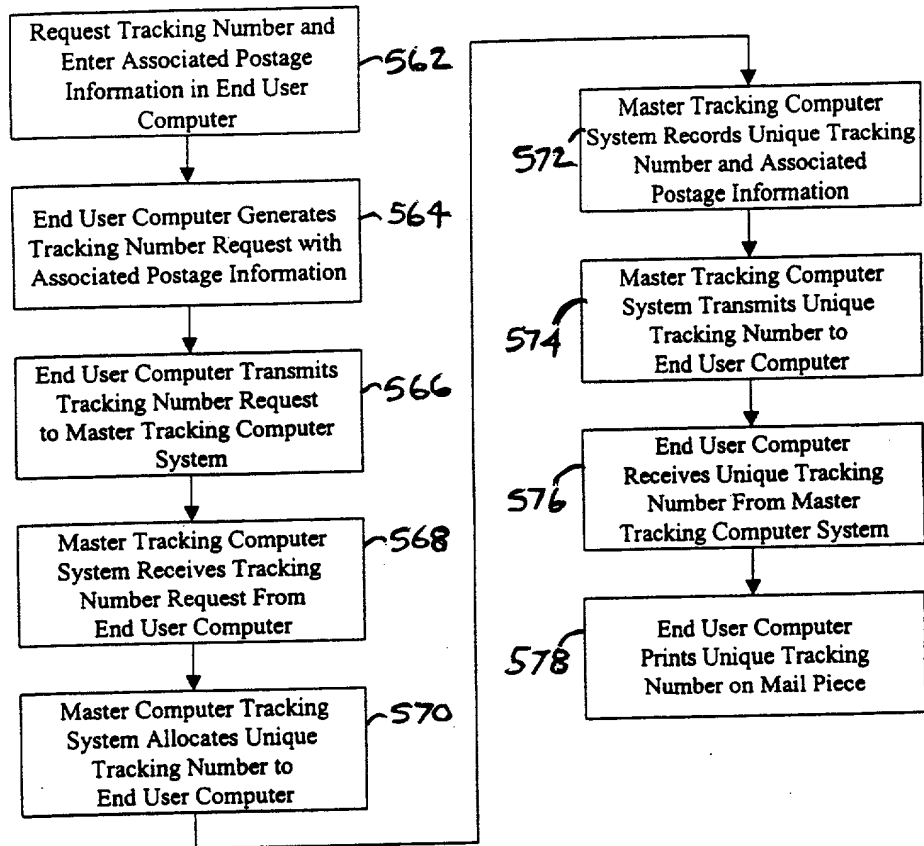 Request Tracking Number and
Enter Associated Postage
Information in End User
Computer
562
End User Computer Generates
Tracking Number Request with
Associated Postage Information
564
End User Computer Transmits
Tracking Number Request
to Master Tracking Computer
System
566
Master Tracking Computer
System Receives Tracking
Number Request From
End User Computer
568
Master Computer Tracking
System Allocates Unique
Tracking Number to
End User Computer
570
Master Tracking Computer
System Records Unique Tracking
Number and Associated
Postage Information
572
Master Tracking Computer
System Transmits Unique
Tracking Number to
End User Computer
574
End User Computer
Receives Unique Tracking
Number From Master
Tracking Computer System
576
End User Computer
Prints Unique Tracking
Number on Mail Piece
578